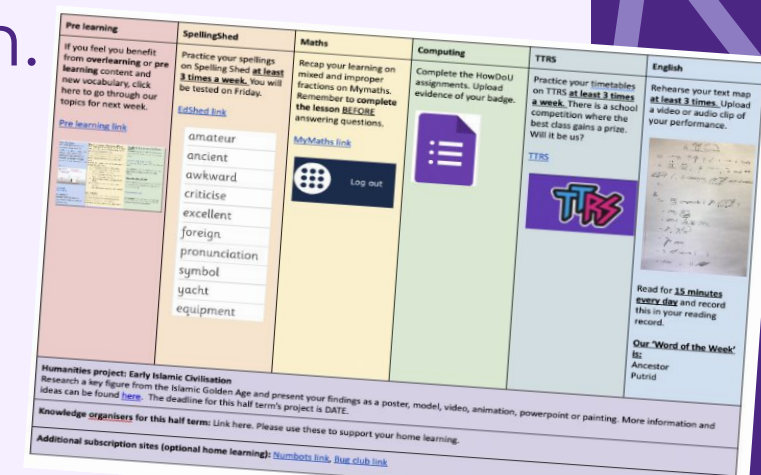 n.
Pre learning
If you feel you benefit
from overlearning or pre
learning content and
new vocabulary, click
here to go through our
topics for next week.
Pre learning link
SpellingShed
Practice your spellings
on Spelling Shed at least
3 times a week. You will
be tested on Friday.
EdShed link
amateur
ancient
awkward
criticise
excellent
foreign
pronunciation
symbol
yacht
equipment
Maths
Recap your learning on
mixed and improper
fractions on Mymaths.
Remember to complete
the lesson BEFORE
answering questions.
MyMaths link
Log out
Computing
Complete the HowDoU
assignments. Upload
evidence of your badge.
TTRS
Practice your timetables
on TTRS at least 3 times
a week. There is a school
competition where the
best class gains a prize.
Will it be us?
TTRS
TTRS
English
Rehearse your text map
at least 3 times. Upload
a video or audio clip of
your performance.
Read for 15 minutes
every day and record
this in your reading
record.
Our 'Word of the Week'
is:
Ancestor
Putrid
Humanities project: Early Islamic Civilisation
Research a key figure from the Islamic Golden Age and present your findings as a poster, model, video, animation, powerpoint or painting. More information and
ideas can be found here. The deadline for this half term's project is DATE.
Knowledge organisers for this half term: Link here. Please use these to support your home learning.
Additional subscription sites (optional home learning): Numbots link, Bug club link